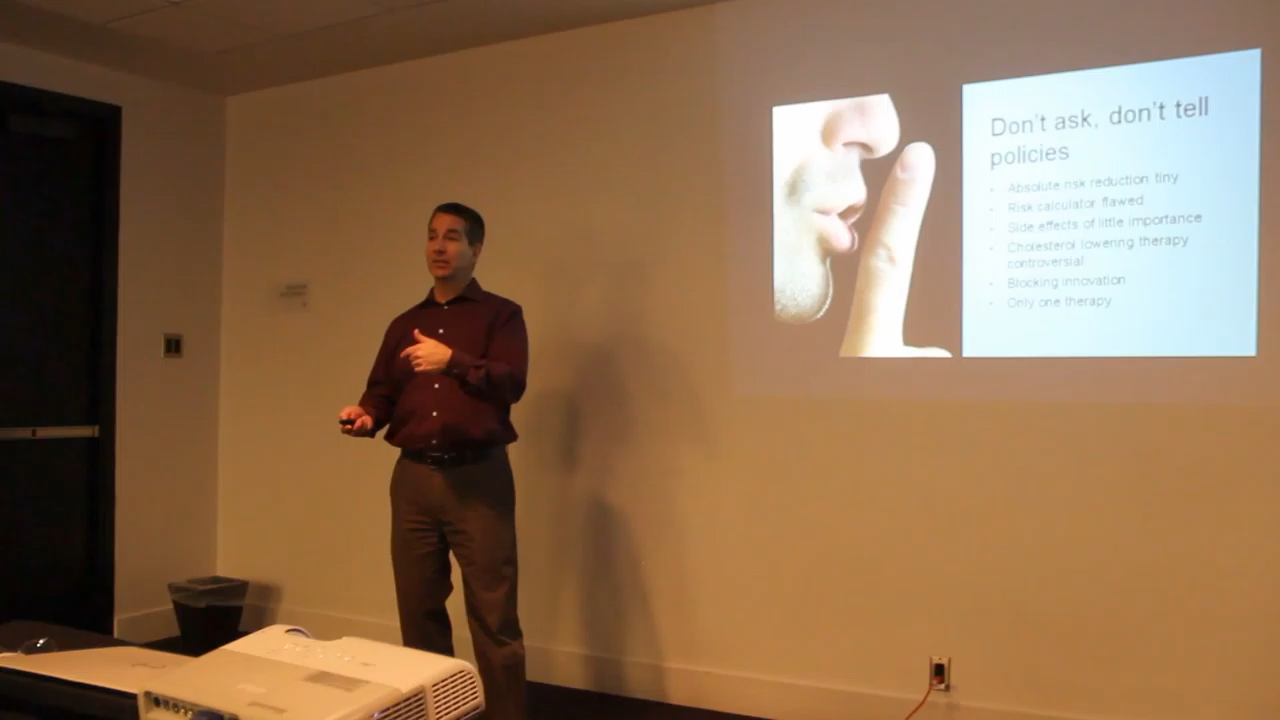 Don't ask, don't tell
policies
- Absolute risk reduction tiny
- Risk calculator flawed
- Side effects of little importance
- Cholesterol lowering therapy
controversial
- Blocking innovation
- Only one therapy